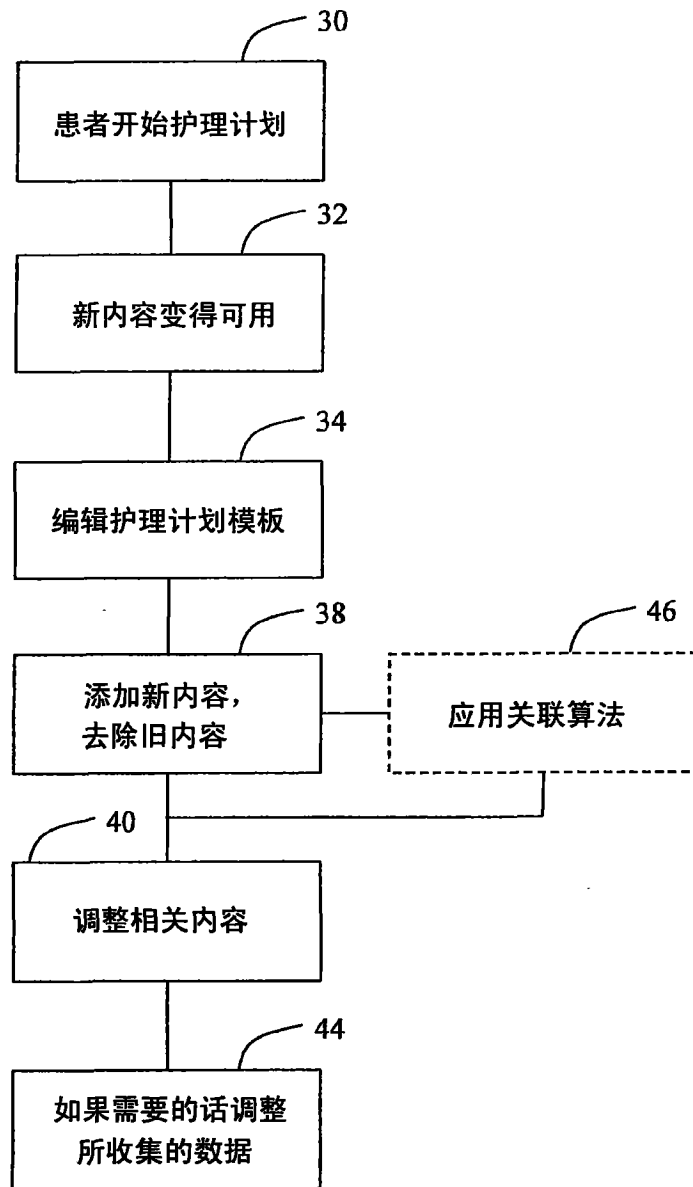 30
患者开始护理计划
32
新内容变得可用
34
编辑护理计划模板
38
添加新内容，
去除旧内容
46
应用关联算法
40
调整相关内容
44
如果需要的话调整
所收集的数据